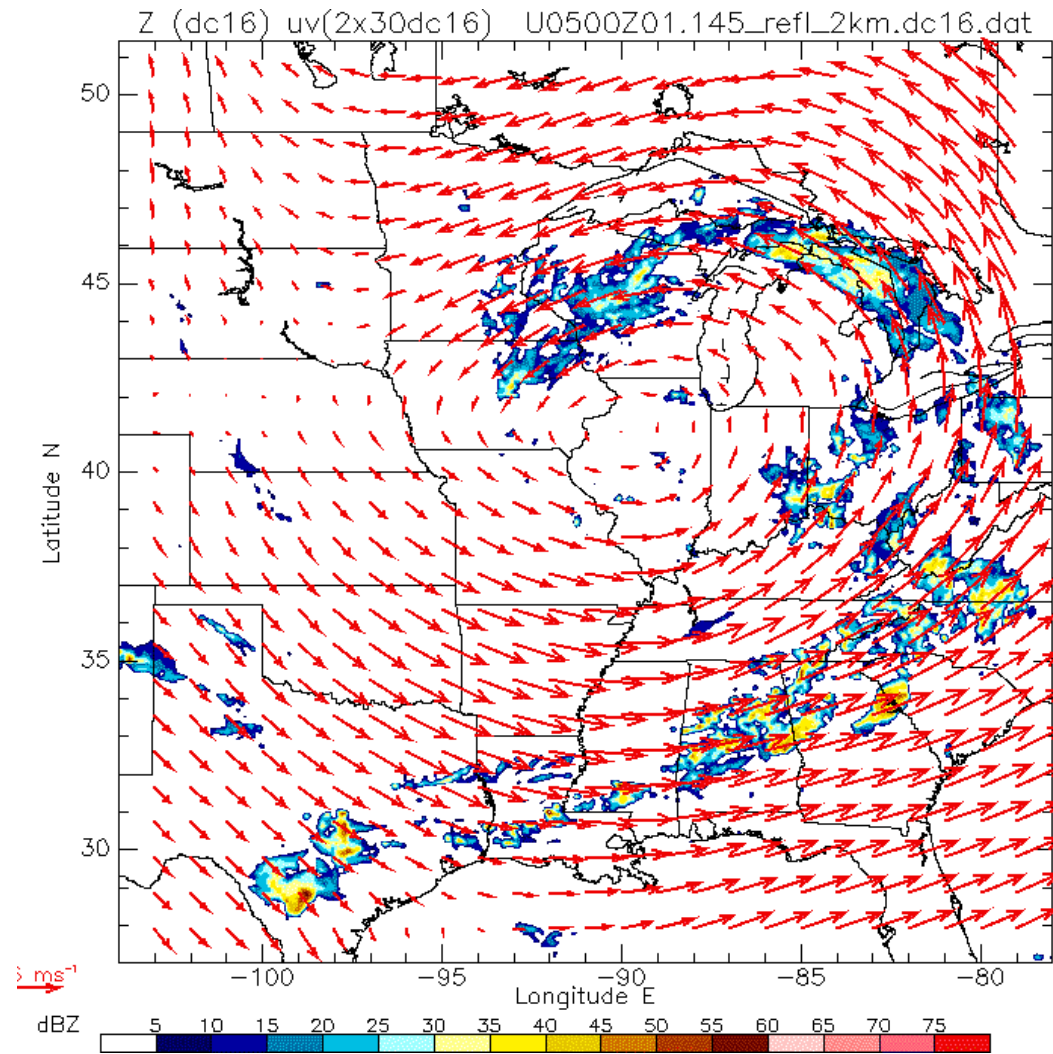 Z (dc16) uv(2x30dc16) U0500Z01.145_refl_2km.dc16.dat
50
45
40
35
30
Latitude N
-100 -95 -90 -85 -80
Longitude E
ms⁻¹
dBZ
5 10 15 20 25 30 35 40 45 50 55 60 65 70 75